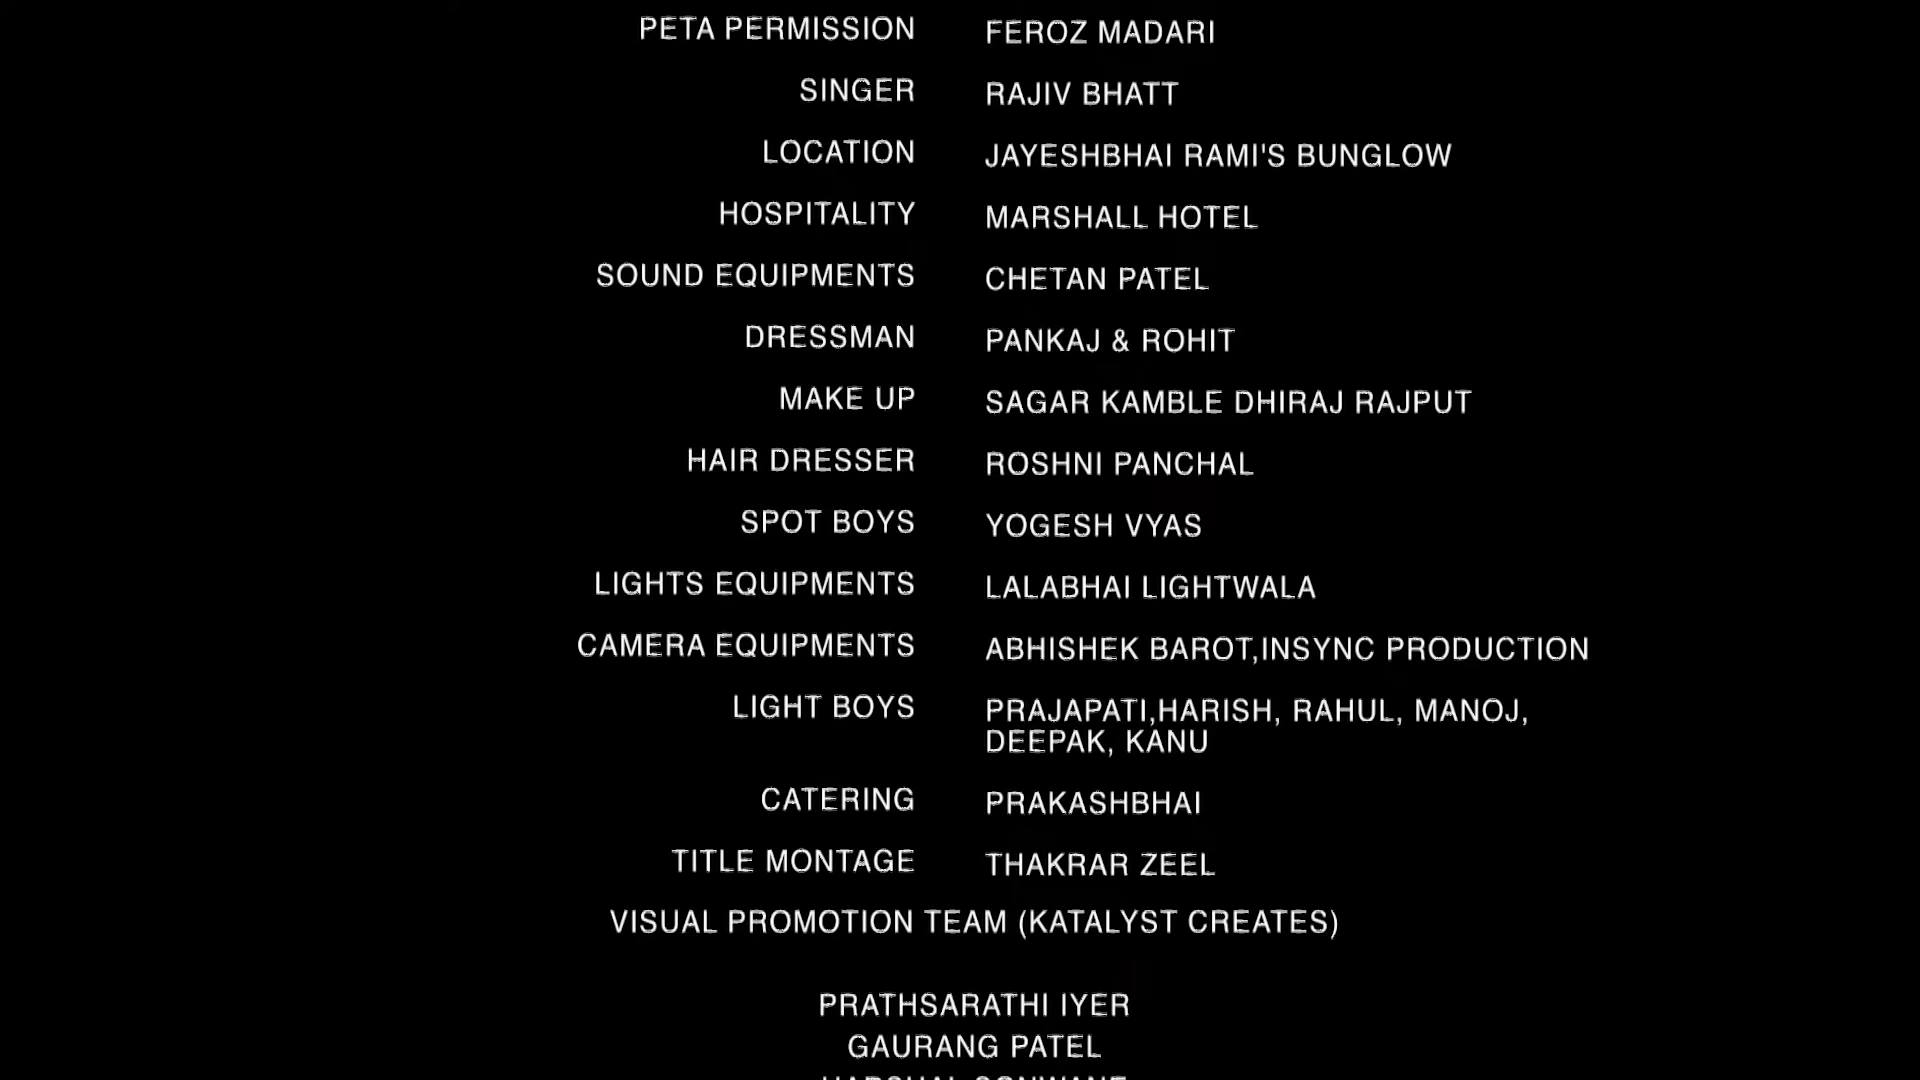 PETA PERMISSION FEROZ MADARI
SINGER RAJIV BHATT
LOCATION JAYESHBHAI RAMI'S BUNGLOW
HOSPITALITY MARSHALL HOTEL
SOUND EQUIPMENTS CHETAN PATEL
DRESSMAN PANKAJ & ROHIT
MAKE UP SAGAR KAMBLE DHIRAJ RAJPUT
HAIR DRESSER ROSHNI PANCHAL
SPOT BOYS YOGESH VYAS
LIGHTS EQUIPMENTS LALABHAI LIGHTWALA
CAMERA EQUIPMENTS ABHISHEK BAROT,INSYNC PRODUCTION
LIGHT BOYS PRAJAPATI,HARISH, RAHUL, MANOJ,
DEEPAK, KANU
CATERING PRAKASHBHAI
TITLE MONTAGE THAKRAR ZEEL
VISUAL PROMOTION TEAM (KATALYST CREATES)
PRATHSARATHI IYER
GAURANG PATEL